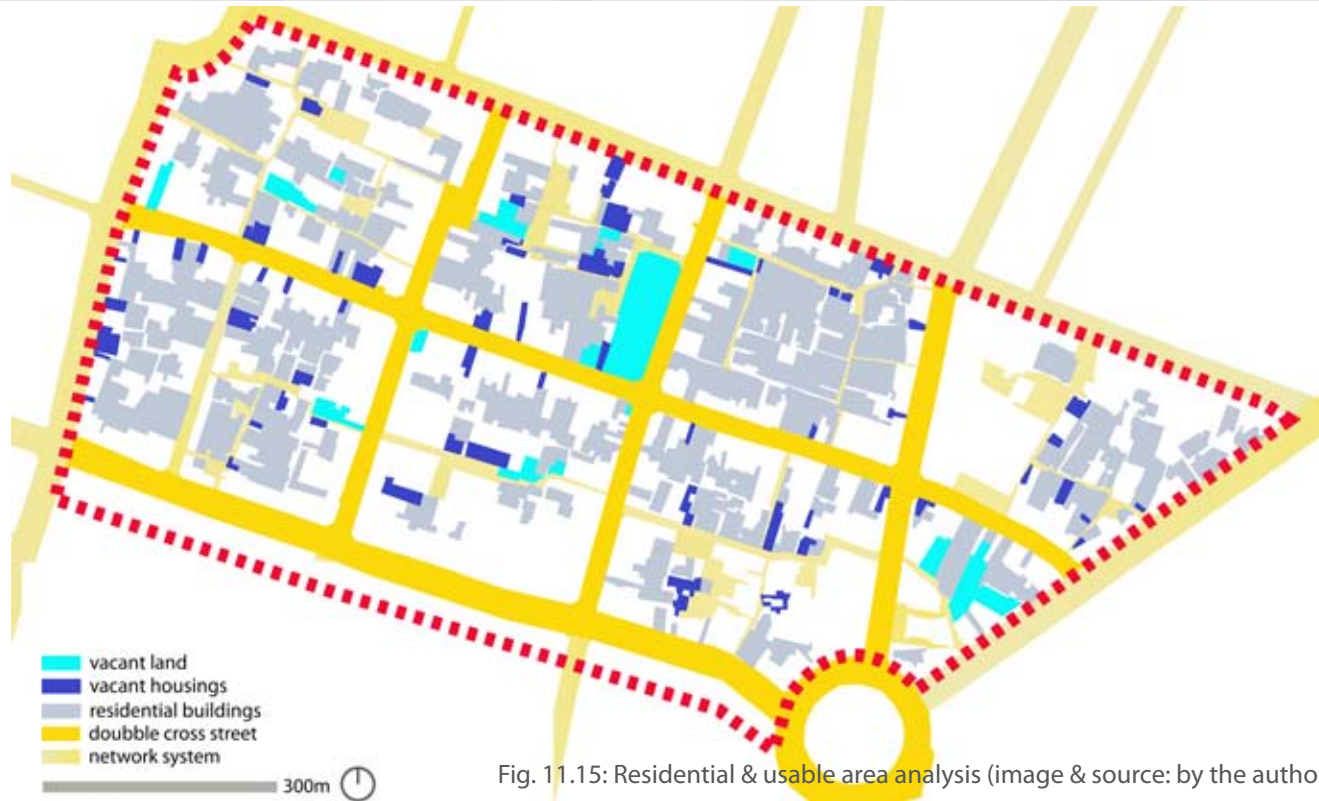 vacant land
vacant housings
residential buildings
doubble cross street
network system
300m
Fig. 11.15: Residential & usable area analysis (image & source: by the autho